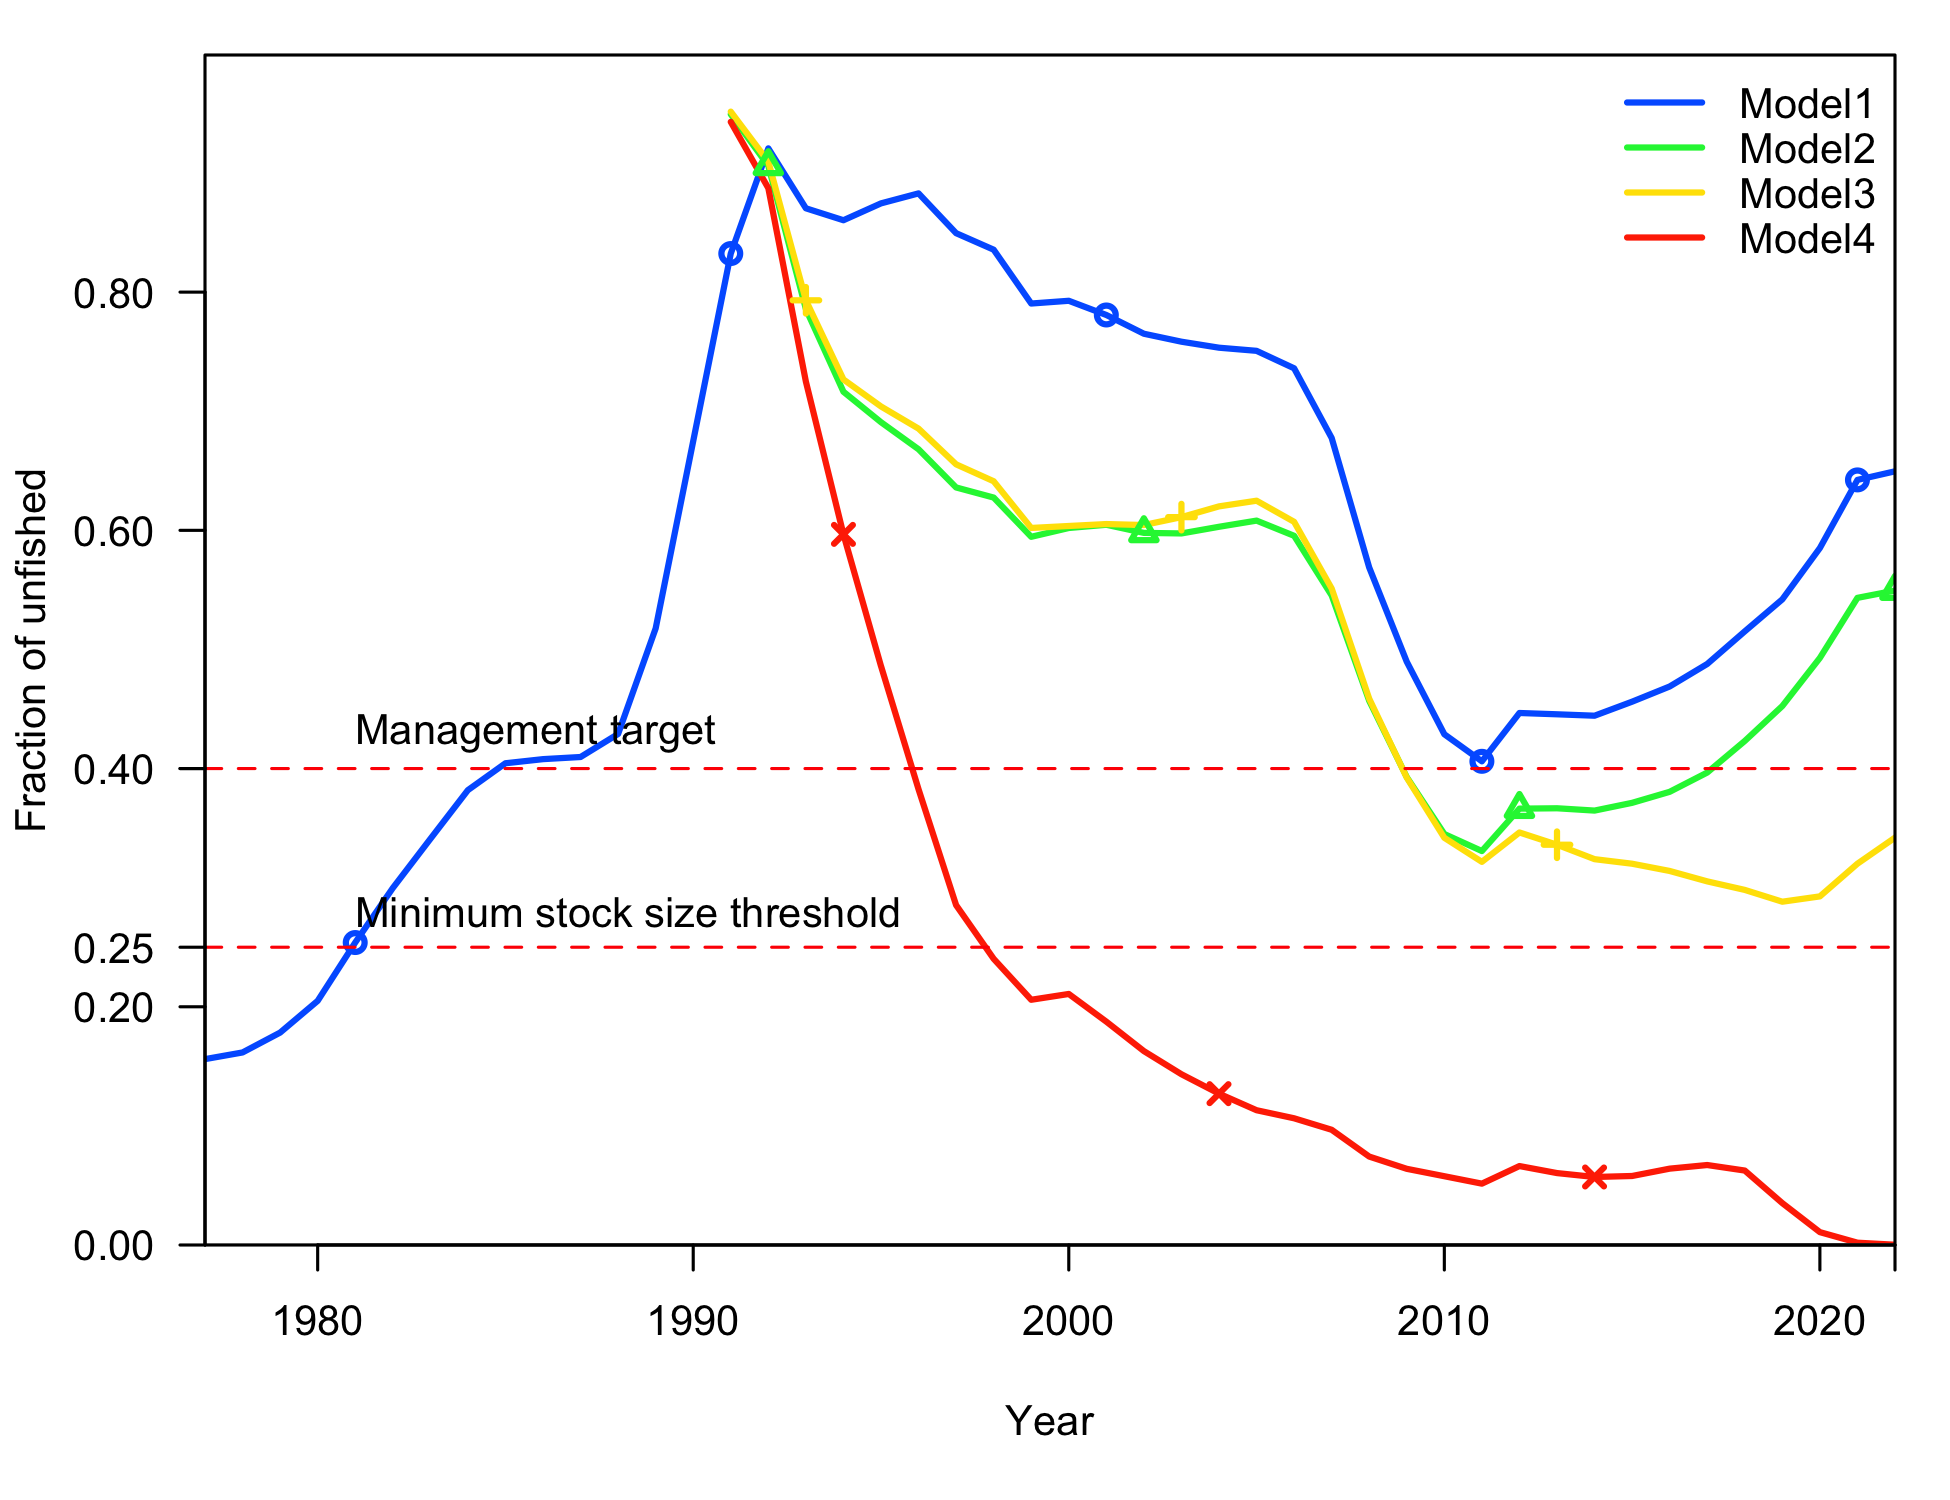 Model1
Model2
Model3
Model4
0.80
0.60
0.40
0.25
0.20
0.00
Fraction of unfished
Management target
Minimum stock size threshold
1980
1990
2000
2010
2020
Year